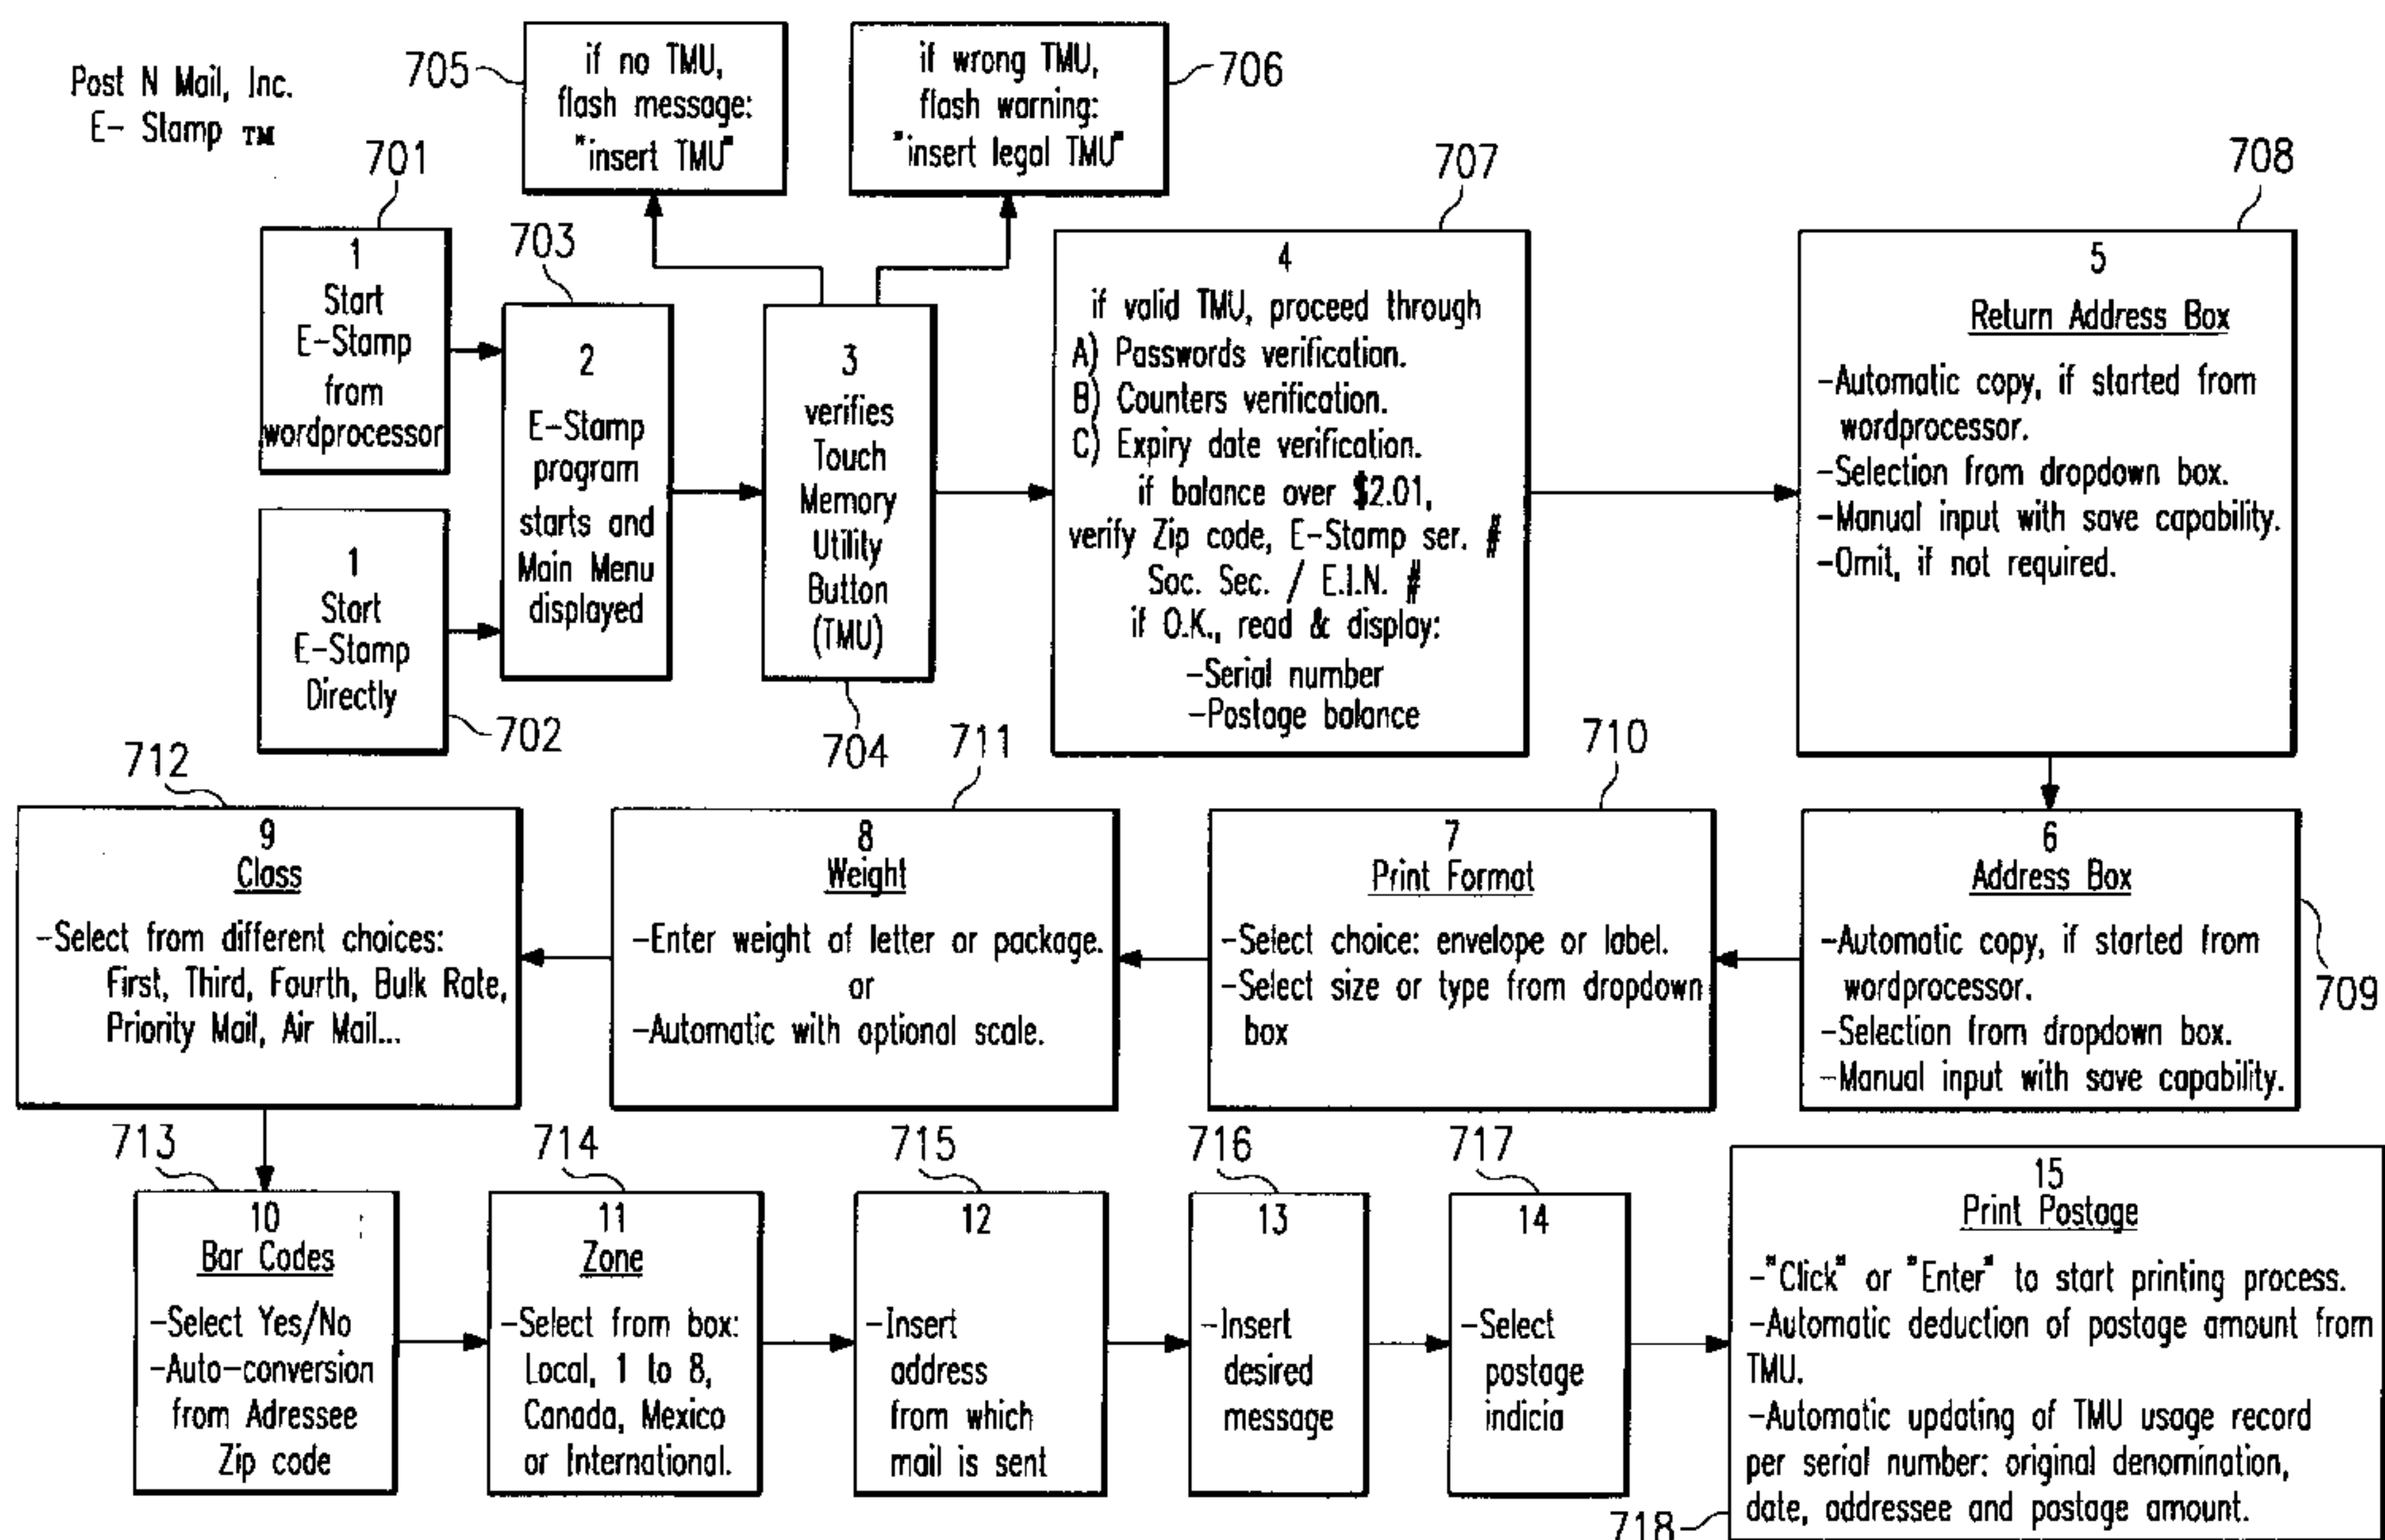 Post N Mail, Inc.
E- Stamp TM
705
if no TMU,
flash message:
"insert TMU"
if wrong TMU,
flash warning:
"insert legal TMU"
706
701
1
Start
E-Stamp
from
wordprocessor
1
Start
E-Stamp
Directly
702
703
2
E-Stamp
program
starts and
Main Menu
displayed
3
verifies
Touch
Memory
Utility
Button
(TMU)
704
707
4
if valid TMU, proceed through
A) Passwords verification.
B) Counters verification.
C) Expiry date verification.
if balance over $2.01,
verify Zip code, E-Stamp ser. #
Soc. Sec. / E.I.N. #
if O.K., read & display:
-Serial number
-Postage balance
708
5
Return Address Box
-Automatic copy, if started from
wordprocessor.
-Selection from dropdown box.
-Manual input with save capability.
-Omit, if not required.
709
6
Address Box
-Automatic copy, if started from
wordprocessor.
-Selection from dropdown box.
-Manual input with save capability.
710
7
Print Format
-Select choice: envelope or label.
-Select size or type from dropdown
box
711
8
Weight
-Enter weight of letter or package.
or
-Automatic with optional scale.
712
9
Class
-Select from different choices:
First, Third, Fourth, Bulk Rate,
Priority Mail, Air Mail...
713
10
Bar Codes
-Select Yes/No
-Auto-conversion
from Adressee
Zip code
714
11
Zone
-Select from box:
Local, 1 to 8,
Canada, Mexico
or International.
715
12
-Insert
address
from which
mail is sent
716
13
-Insert
desired
message
717
14
-Select
postage
indicia
15
Print Postage
-"Click" or "Enter" to start printing process.
-Automatic deduction of postage amount from
TMU.
-Automatic updating of TMU usage record
per serial number: original denomination,
date, addressee and postage amount.
718